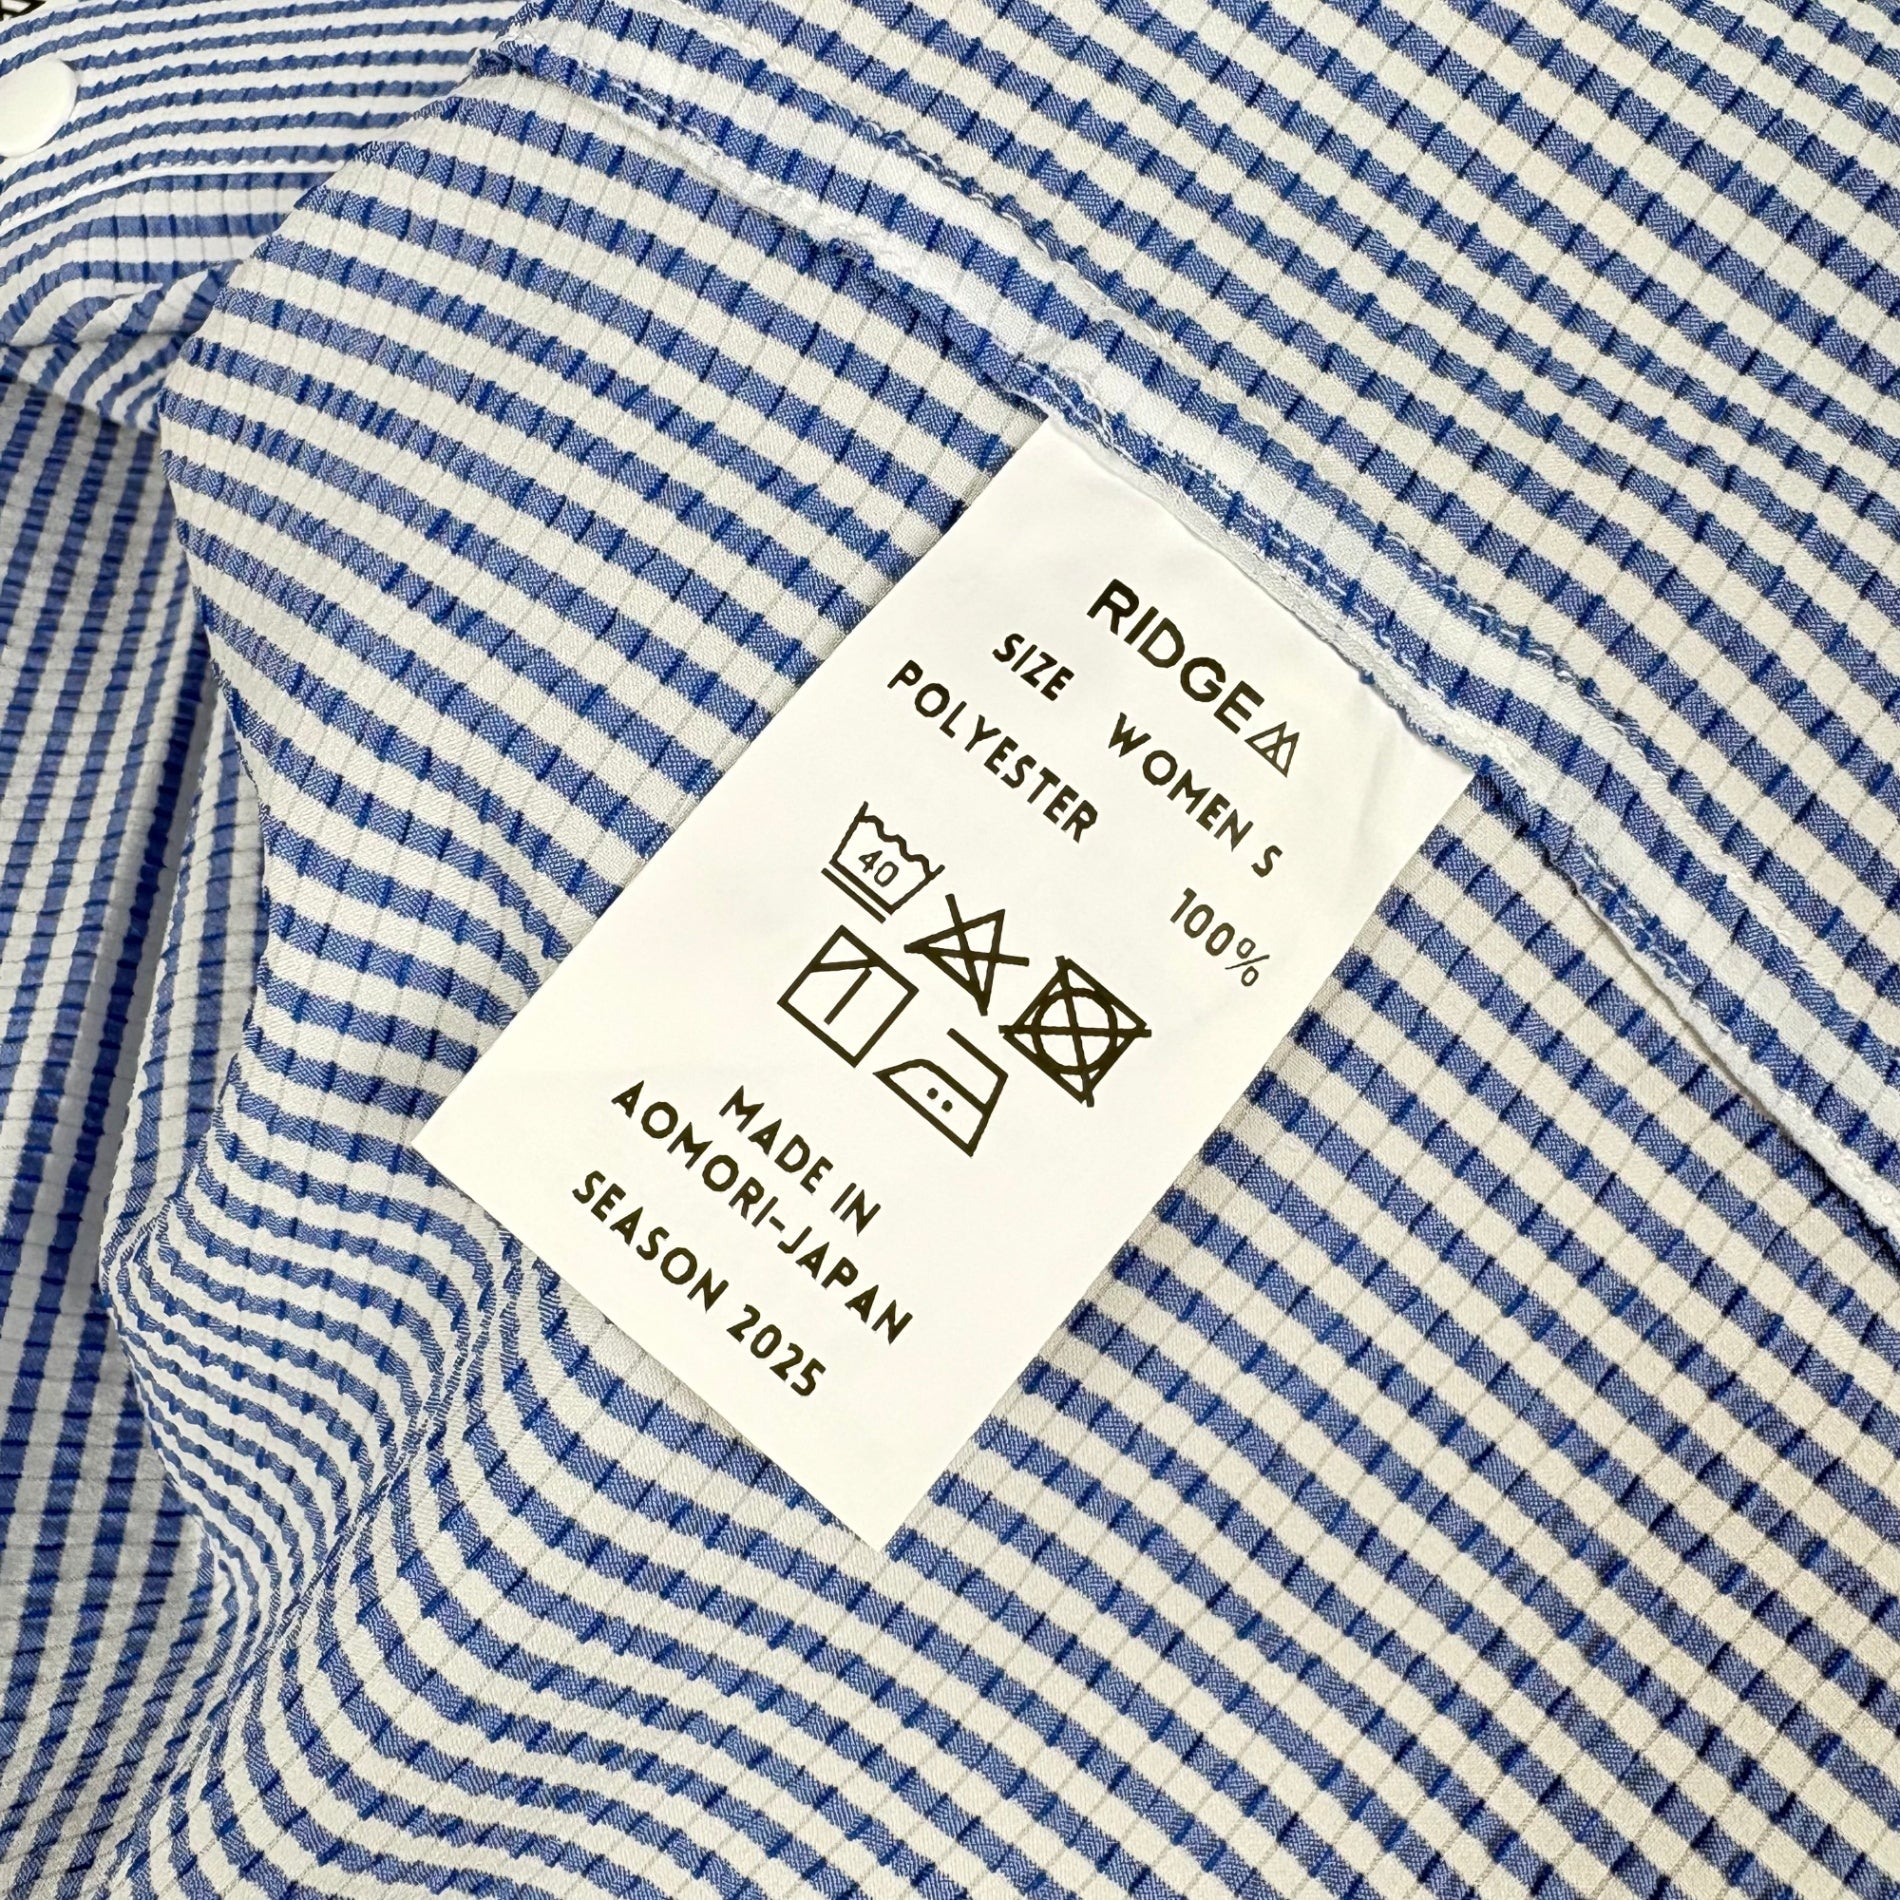 RIDGE
SIZE WOMEN S
POLYESTER 100%
40
MADE IN
AOMORI-JAPAN
SEASON 2025